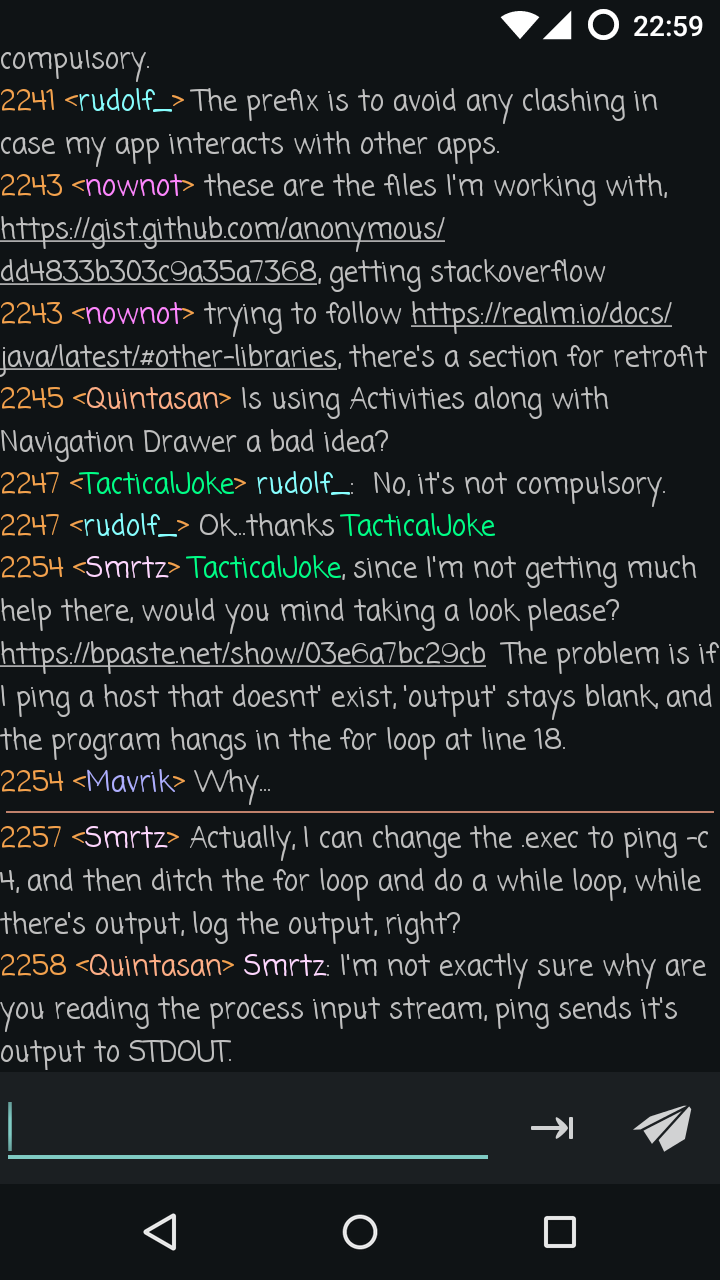 22:59
compulsory.
2241 <rudolf_> The prefix is to avoid any clashing in
case my app interacts with other apps.
2243 <nownot> these are the files I'm working with,
https://gist.github.com/anonymous/
dd4833b303c9a35a7368, getting stackoverflow
2243 <nownot> trying to follow https://realm.io/docs/
java/latest/#other-libraries, there's a section for retrofit
2245 <Quintasan> Is using Activities along with
Navigation Drawer a bad idea?
2247 <TacticalJoke> rudolf_:  No, it's not compulsory.
2247 <rudolf_> Ok...thanks TacticalJoke
2254 <Smrtz> TacticalJoke, since I'm not getting much
help there, would you mind taking a look please?
https://bpaste.net/show/03e6a7bc29cb  The problem is if
I ping a host that doesnt' exist, 'output' stays blank, and
the program hangs in the for loop at line 18.
2254 <Mavrik> Why...
2257 <Smrtz> Actually, I can change the .exec to ping -c
4, and then ditch the for loop and do a while loop, while
there's output, log the output, right?
2258 <Quintasan> Smrtz: I'm not exactly sure why are
you reading the process input stream, ping sends it's
output to STDOUT.